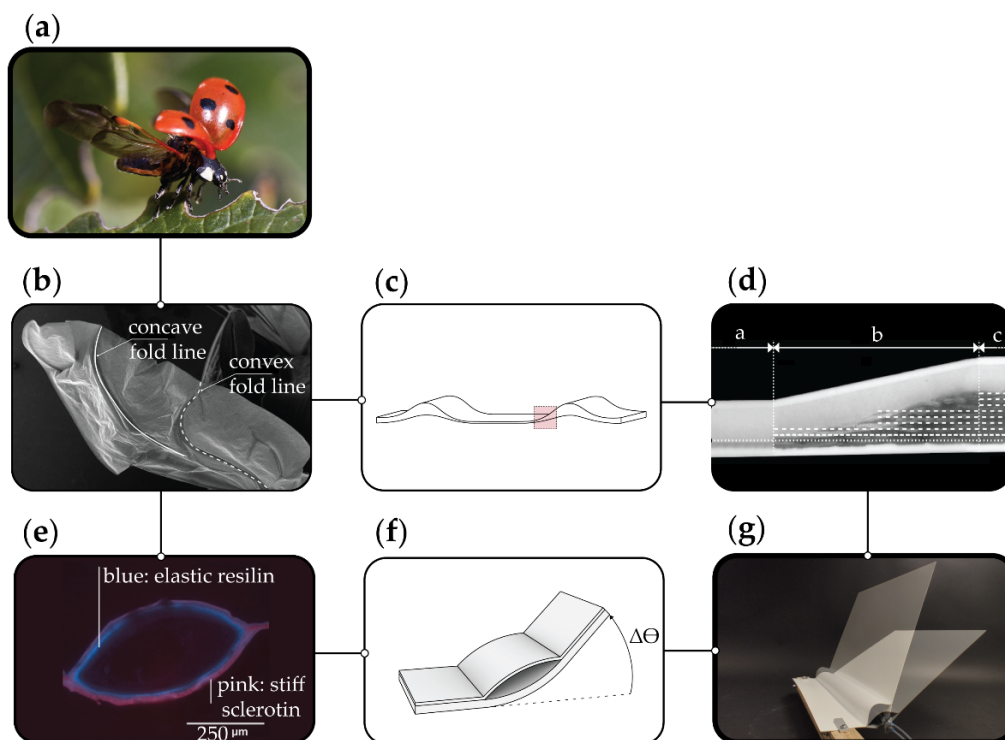 (a)
(b)
(c)
(d)
concave
fold line
convex
fold line
a
b
c
(e)
(f)
(g)
blue: elastic resilin
pink: stiff
sclerotin
250 µm
ΔΘ